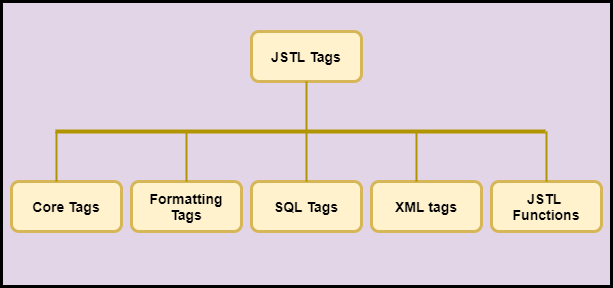 JSTL Tags
Core Tags
Formatting
Tags
SQL Tags
XML tags
JSTL
Functions